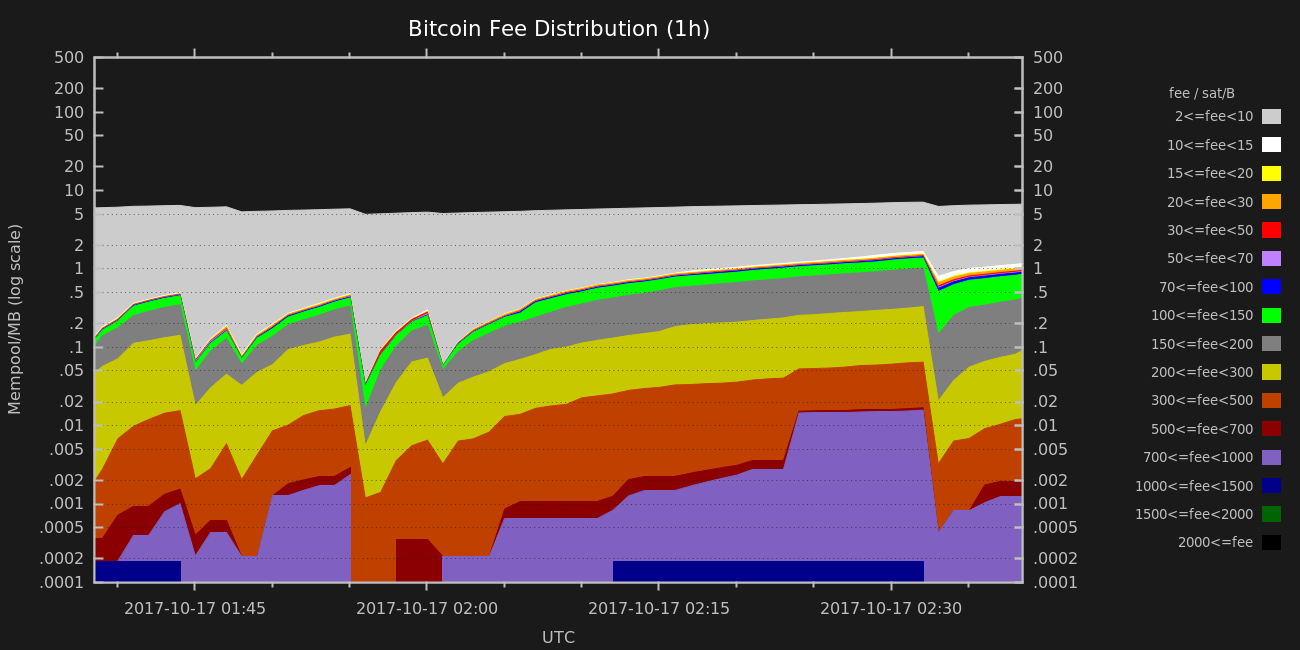 Bitcoin Fee Distribution (1h)
Mempool/MB (log scale)
500
200
100
50
20
10
5
2
1
.5
.2
.1
.05
.02
.01
.005
.002
.001
.0005
.0002
.0001
500
200
100
50
20
10
5
2
1
.5
.2
.1
.05
.02
.01
.005
.002
.001
.0005
.0002
.0001
2017-10-17 01:45
2017-10-17 02:00
2017-10-17 02:15
2017-10-17 02:30
UTC
fee / sat/B
2<=fee<10
10<=fee<15
15<=fee<20
20<=fee<30
30<=fee<50
50<=fee<70
70<=fee<100
100<=fee<150
150<=fee<200
200<=fee<300
300<=fee<500
500<=fee<700
700<=fee<1000
1000<=fee<1500
1500<=fee<2000
2000<=fee